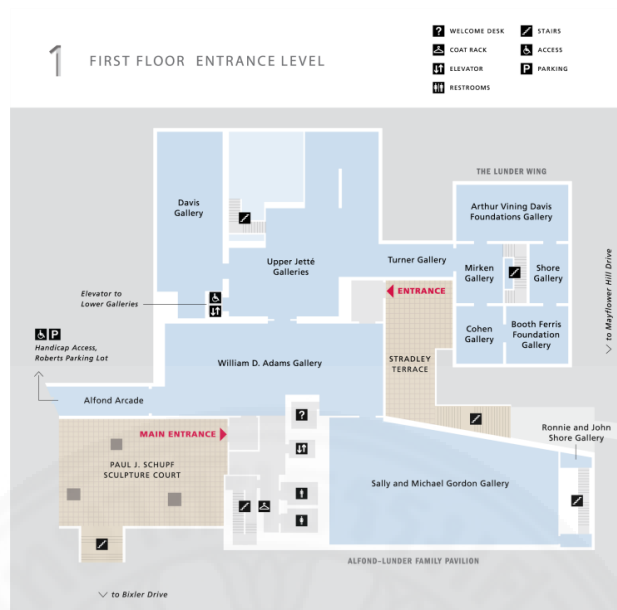 1 FIRST FLOOR ENTRANCE LEVEL
? WELCOME DESK
COAT RACK
ELEVATOR
RESTROOMS
STAIRS
ACCESS
P PARKING
THE LUNDER WING
Davis
Gallery
Arthur Vining Davis
Foundations Gallery
Upper Jetté
Galleries
Turner Gallery
Mirken
Gallery
Shore
Gallery
to Mayflower Hill Drive
Elevator to
Lower Galleries
ENTRANCE
P
Handicap Access,
Roberts Parking Lot
Cohen
Gallery
Booth Ferris
Foundation
Gallery
William D. Adams Gallery
STRADLEY
TERRACE
Alfond Arcade
?
MAIN ENTRANCE
Ronnie and John
Shore Gallery
PAUL J. SCHUPF
SCULPTURE COURT
Sally and Michael Gordon Gallery
ALFOND–LUNDER FAMILY PAVILION
to Bixler Drive